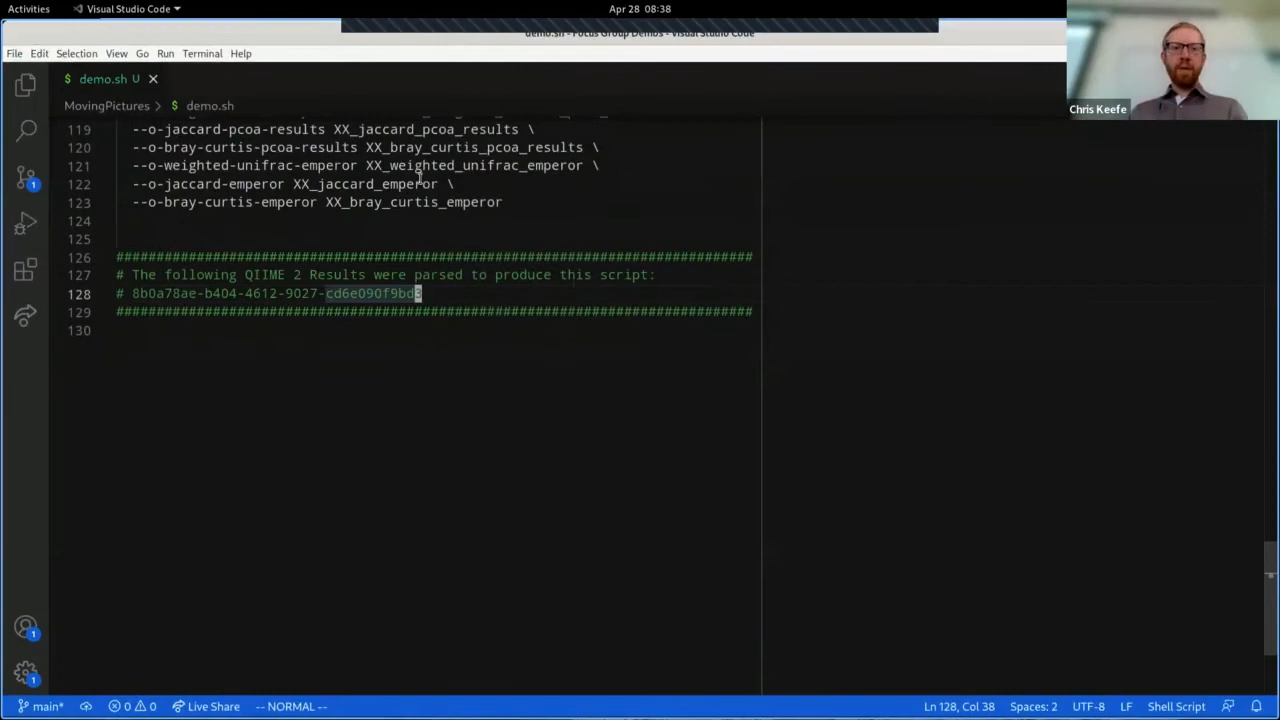 Activities
Visual Studio Code
Apr 28 08:38
demo.sh - Focus Group Demos - Visual Studio Code
File Edit Selection View Go Run Terminal Help
Chris Keefe
$ demo.sh U
MovingPictures > demo.sh
119 --o-jaccard-pcoa-results XX_jaccard_pcoa_results \
120 --o-bray-curtis-pcoa-results XX_bray_curtis_pcoa_results \
121 --o-weighted-unifrac-emperor XX_weighted_unifrac_emperor \
122 --o-jaccard-emperor XX_jaccard_emperor \
123 --o-bray-curtis-emperor XX_bray_curtis_emperor
124
125
126 ###############################################################################
127 # The following QIIME 2 Results were parsed to produce this script:
128 # 8b0a78ae-b404-4612-9027-cd6e090f9bd3
129 ###############################################################################
130
1
1
1
main* 0 0 Live Share -- NORMAL -- Ln 128, Col 38 Spaces: 2 UTF-8 LF Shell Script